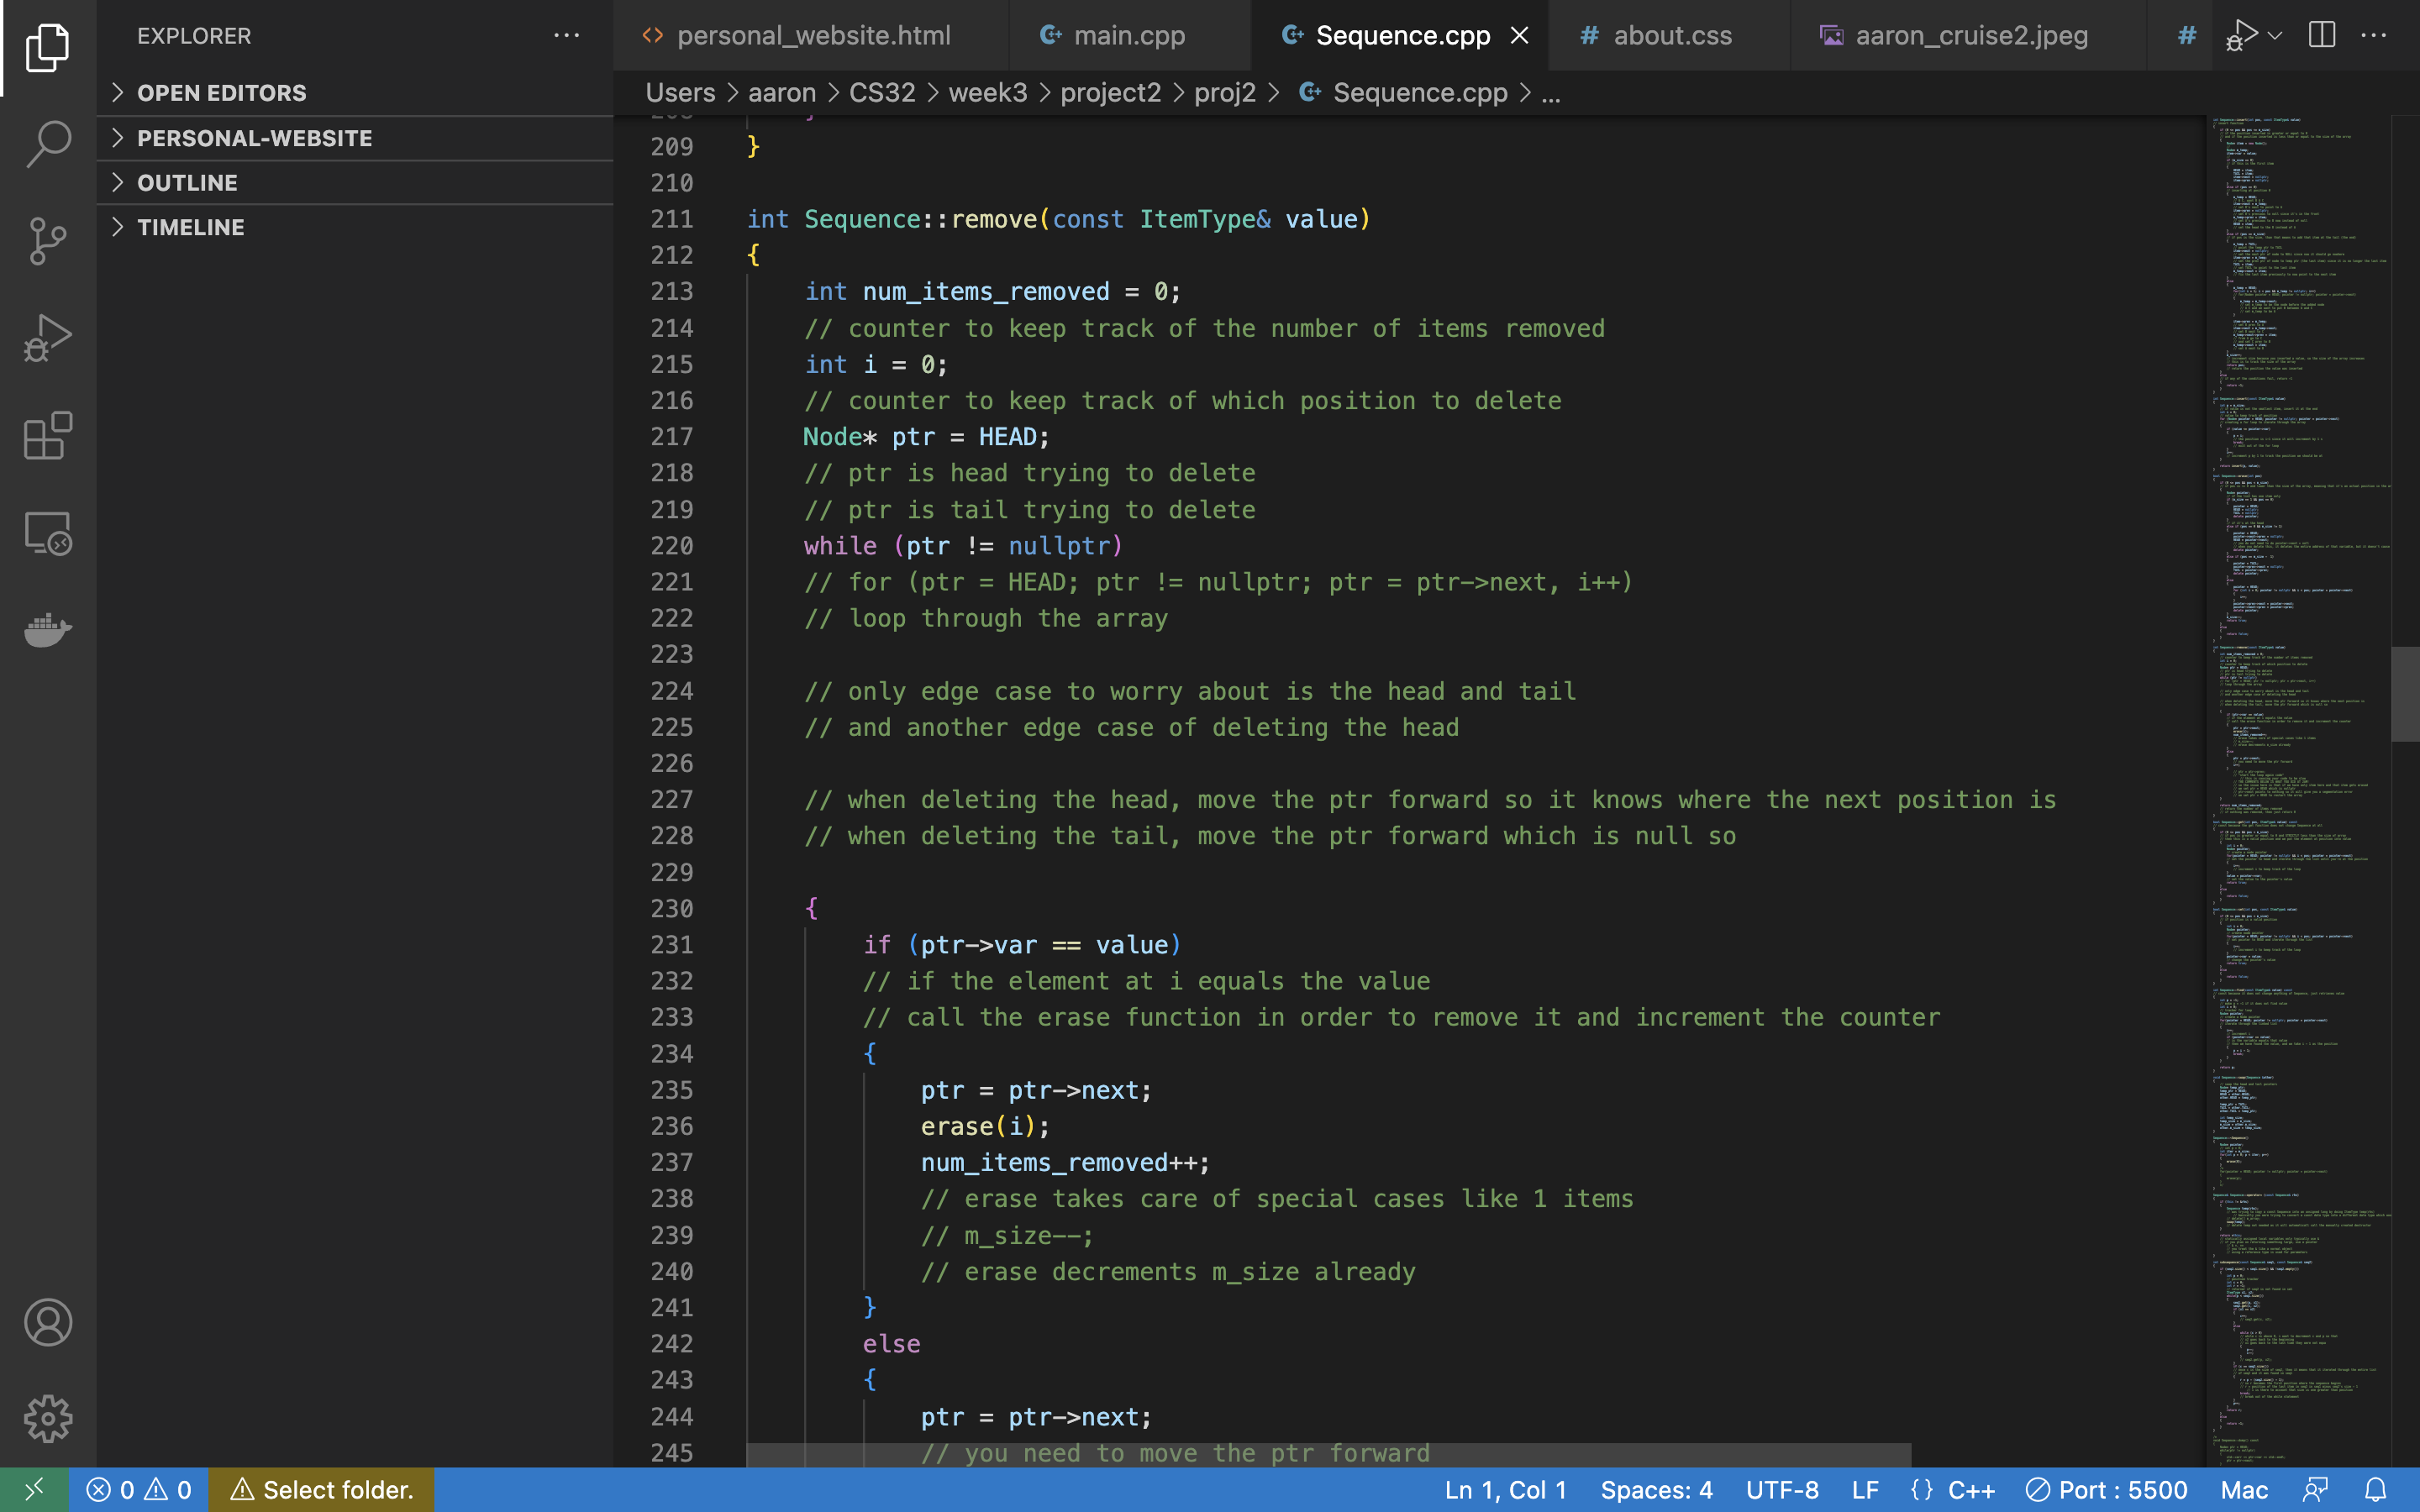 EXPLORER
OPEN EDITORS
PERSONAL-WEBSITE
OUTLINE
TIMELINE
personal_website.html
main.cpp
Sequence.cpp
# about.css
aaron_cruise2.jpeg
#
Users > aaron > CS32 > week3 > project2 > proj2 > Sequence.cpp > ...
209 }
210
211 int Sequence::remove(const ItemType& value)
212 {
213 int num_items_removed = 0;
214 // counter to keep track of the number of items removed
215 int i = 0;
216 // counter to keep track of which position to delete
217 Node* ptr = HEAD;
218 // ptr is head trying to delete
219 // ptr is tail trying to delete
220 while (ptr != nullptr)
221 // for (ptr = HEAD; ptr != nullptr; ptr = ptr->next, i++)
222 // loop through the array
223
224 // only edge case to worry about is the head and tail
225 // and another edge case of deleting the head
226
227 // when deleting the head, move the ptr forward so it knows where the next position is
228 // when deleting the tail, move the ptr forward which is null so
229
230 {
231 if (ptr->var == value)
232 // if the element at i equals the value
233 // call the erase function in order to remove it and increment the counter
234 {
235 ptr = ptr->next;
236 erase(i);
237 num_items_removed++;
238 // erase takes care of special cases like 1 items
239 // m_size--;
240 // erase decrements m_size already
241 }
242 else
243 {
244 ptr = ptr->next;
245 // you need to move the ptr forward
0 0
Select folder.
Ln 1, Col 1
Spaces: 4
UTF-8
LF
{} C++
Port : 5500
Mac